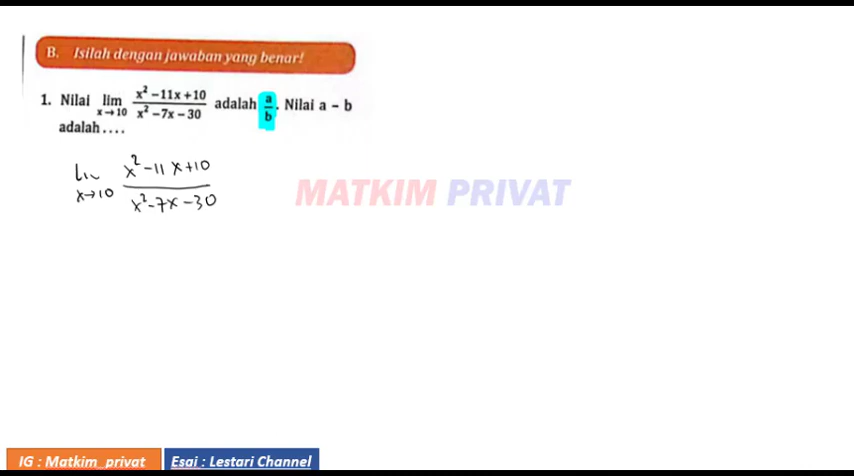 B. Isilah dengan jawaban yang benar!
1. Nilai lim x→10 x² −11x+10 / x² −7x−30 adalah a/b. Nilai a − b
adalah ....
lim x→10 x²-11x+10 / x²-7x-30
MATKIM PRIVAT
IG : Matkim_privat Esai : Lestari Channel